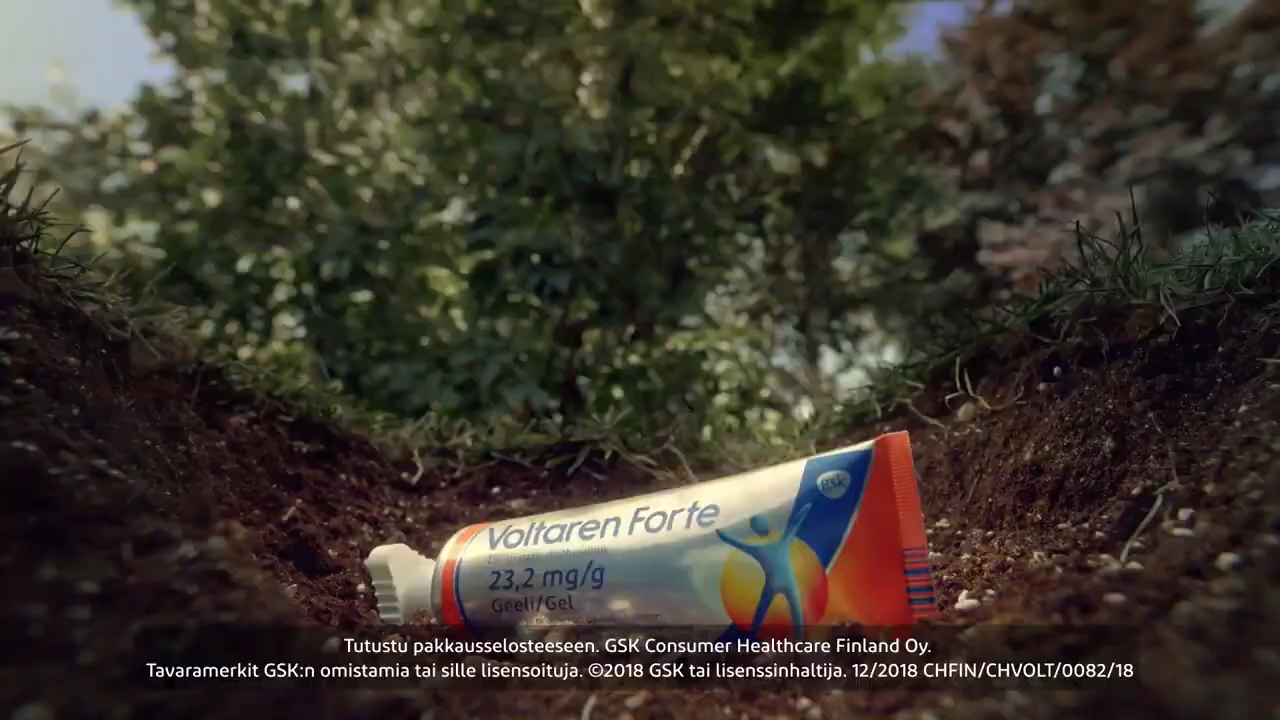 gsk
Voltaren Forte
23,2 mg/g
Geeli/Gel
Tutustu pakkausselosteeseen. GSK Consumer Healthcare Finland Oy.
Tavaramerkit GSK:n omistamia tai sille lisensoituja. ©2018 GSK tai lisenssinhaltija. 12/2018 CHFIN/CHVOLT/0082/18